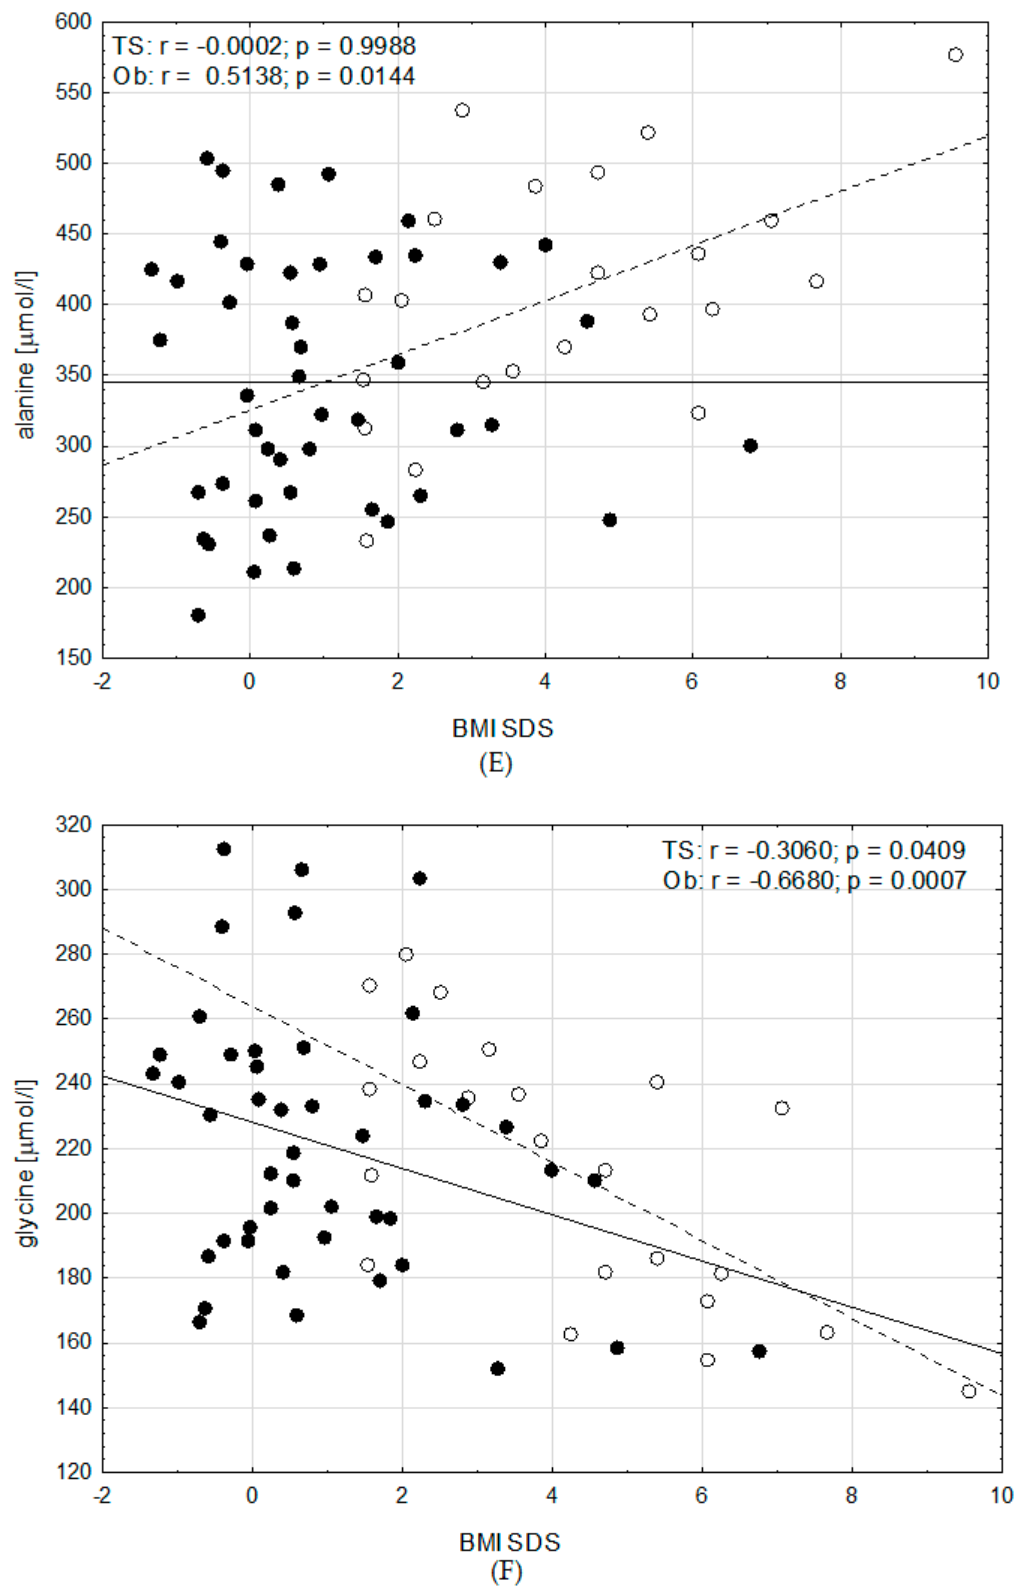 600
TS: r = -0.0002; p = 0.9988
Ob: r =  0.5138; p = 0.0144
550
500
450
400
350
300
250
200
150
alanine [μmol/l]
-2 0 2 4 6 8 10
BMI SDS
(E)
320
TS: r = -0.3060; p = 0.0409
Ob: r = -0.6680; p = 0.0007
300
280
260
240
220
200
180
160
140
120
glycine [μmol/l]
-2 0 2 4 6 8 10
BMI SDS
(F)